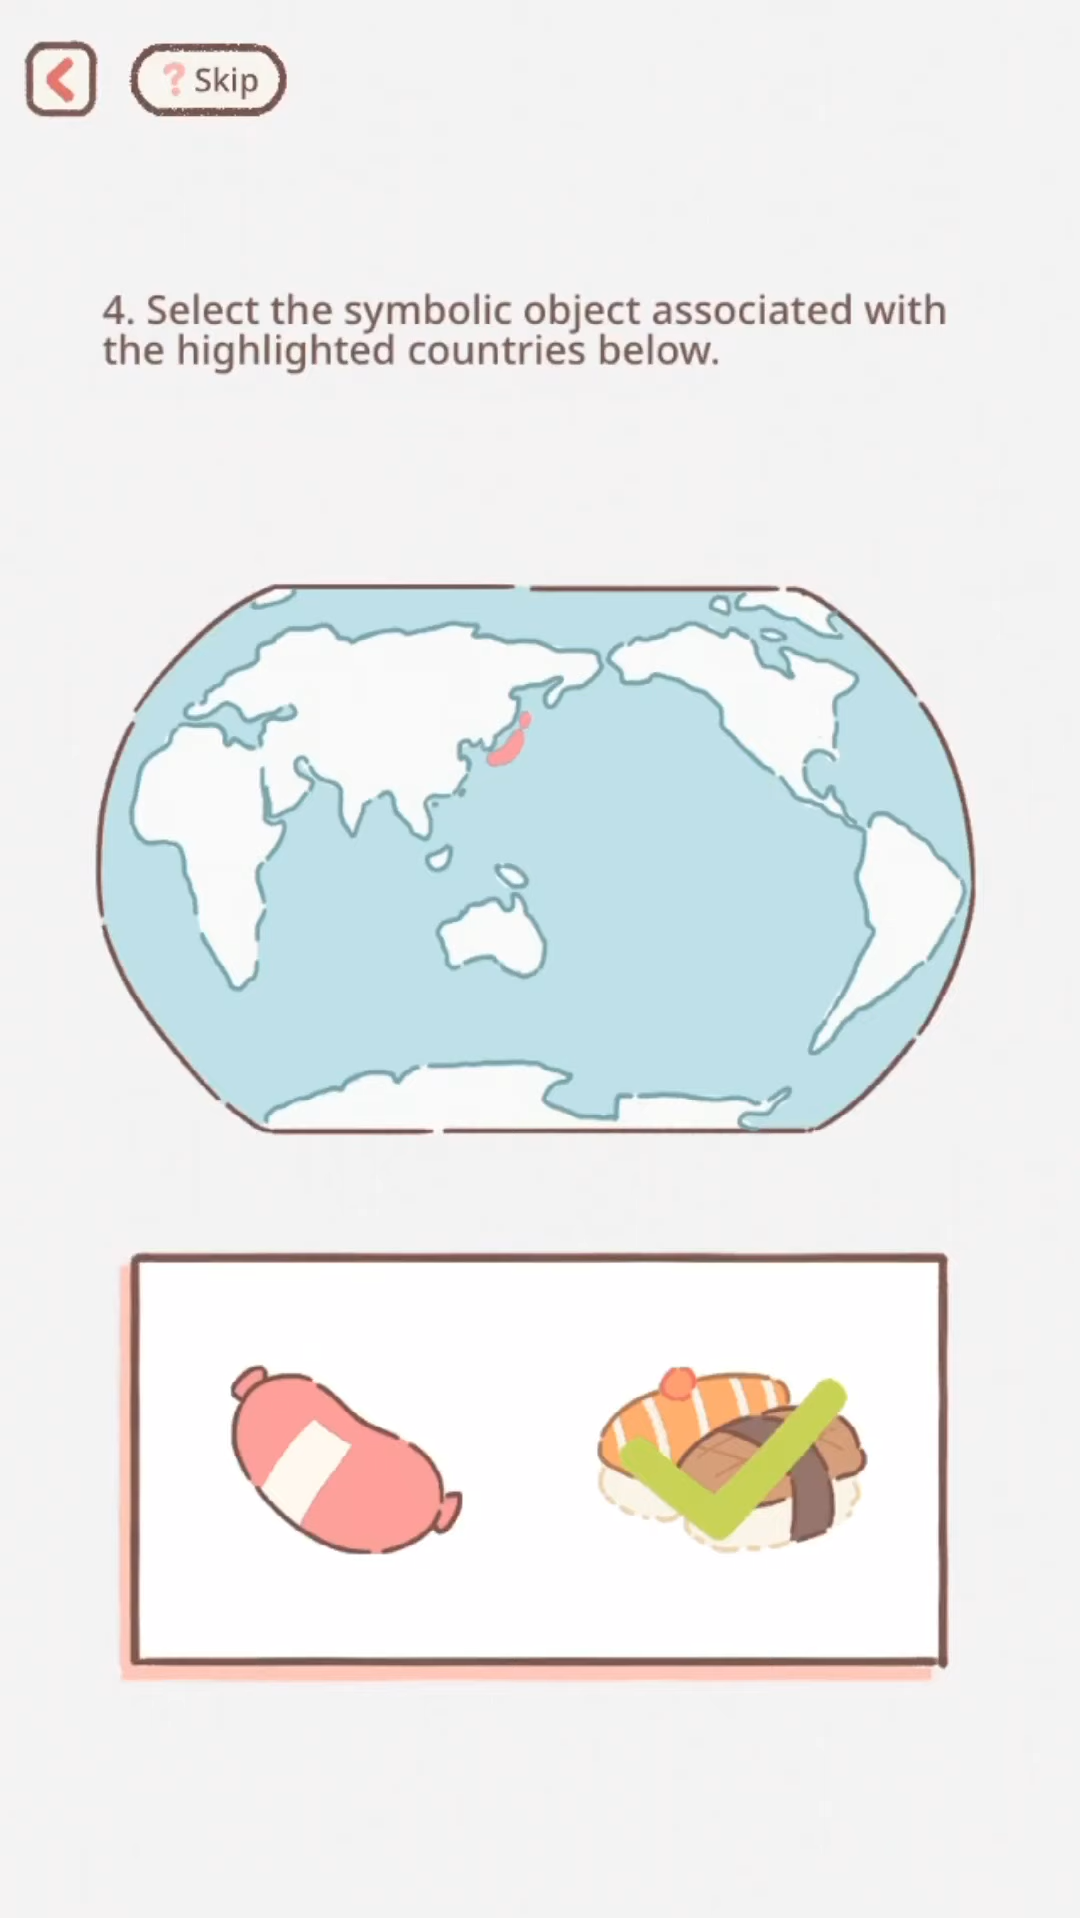 ? Skip
4. Select the symbolic object associated with
the highlighted countries below.